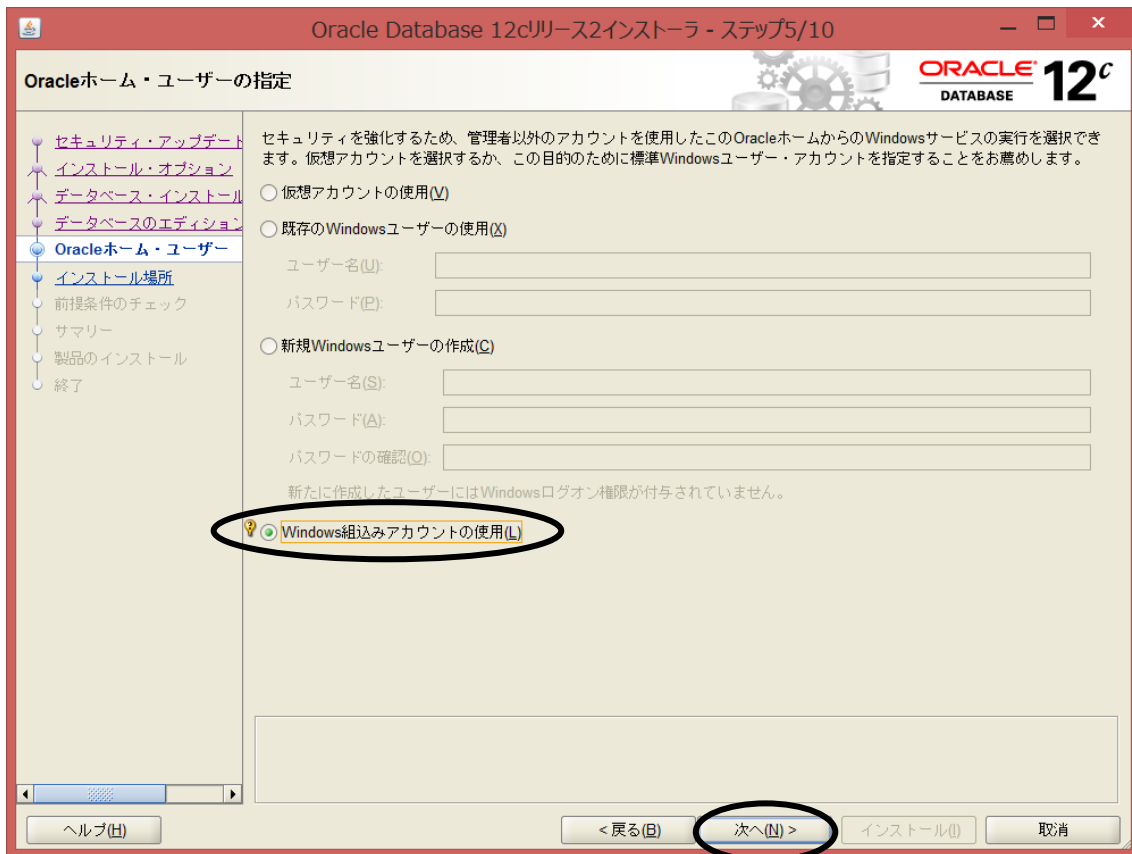 Oracle Database 12cリリース2インストーラ - ステップ5/10
Oracleホーム・ユーザーの指定
ORACLE
DATABASE
12c
セキュリティ・アップデート
インストール・オプション
データベース・インストール
データベースのエディション
Oracleホーム・ユーザー
インストール場所
前提条件のチェック
サマリー
製品のインストール
終了
セキュリティを強化するため、管理者以外のアカウントを使用したこのOracleホームからのWindowsサービスの実行を選択でき
ます。仮想アカウントを選択するか、この目的のために標準Windowsユーザー・アカウントを指定することをお薦めします。
仮想アカウントの使用(V)
既存のWindowsユーザーの使用(X)
ユーザー名(U):
パスワード(P):
新規Windowsユーザーの作成(C)
ユーザー名(S):
パスワード(A):
パスワードの確認(O):
新たに作成したユーザーにはWindowsログオン権限が付与されていません。
Windows組込みアカウントの使用(L)
ヘルプ(H)
< 戻る(B)
次へ(N) >
インストール(I)
取消